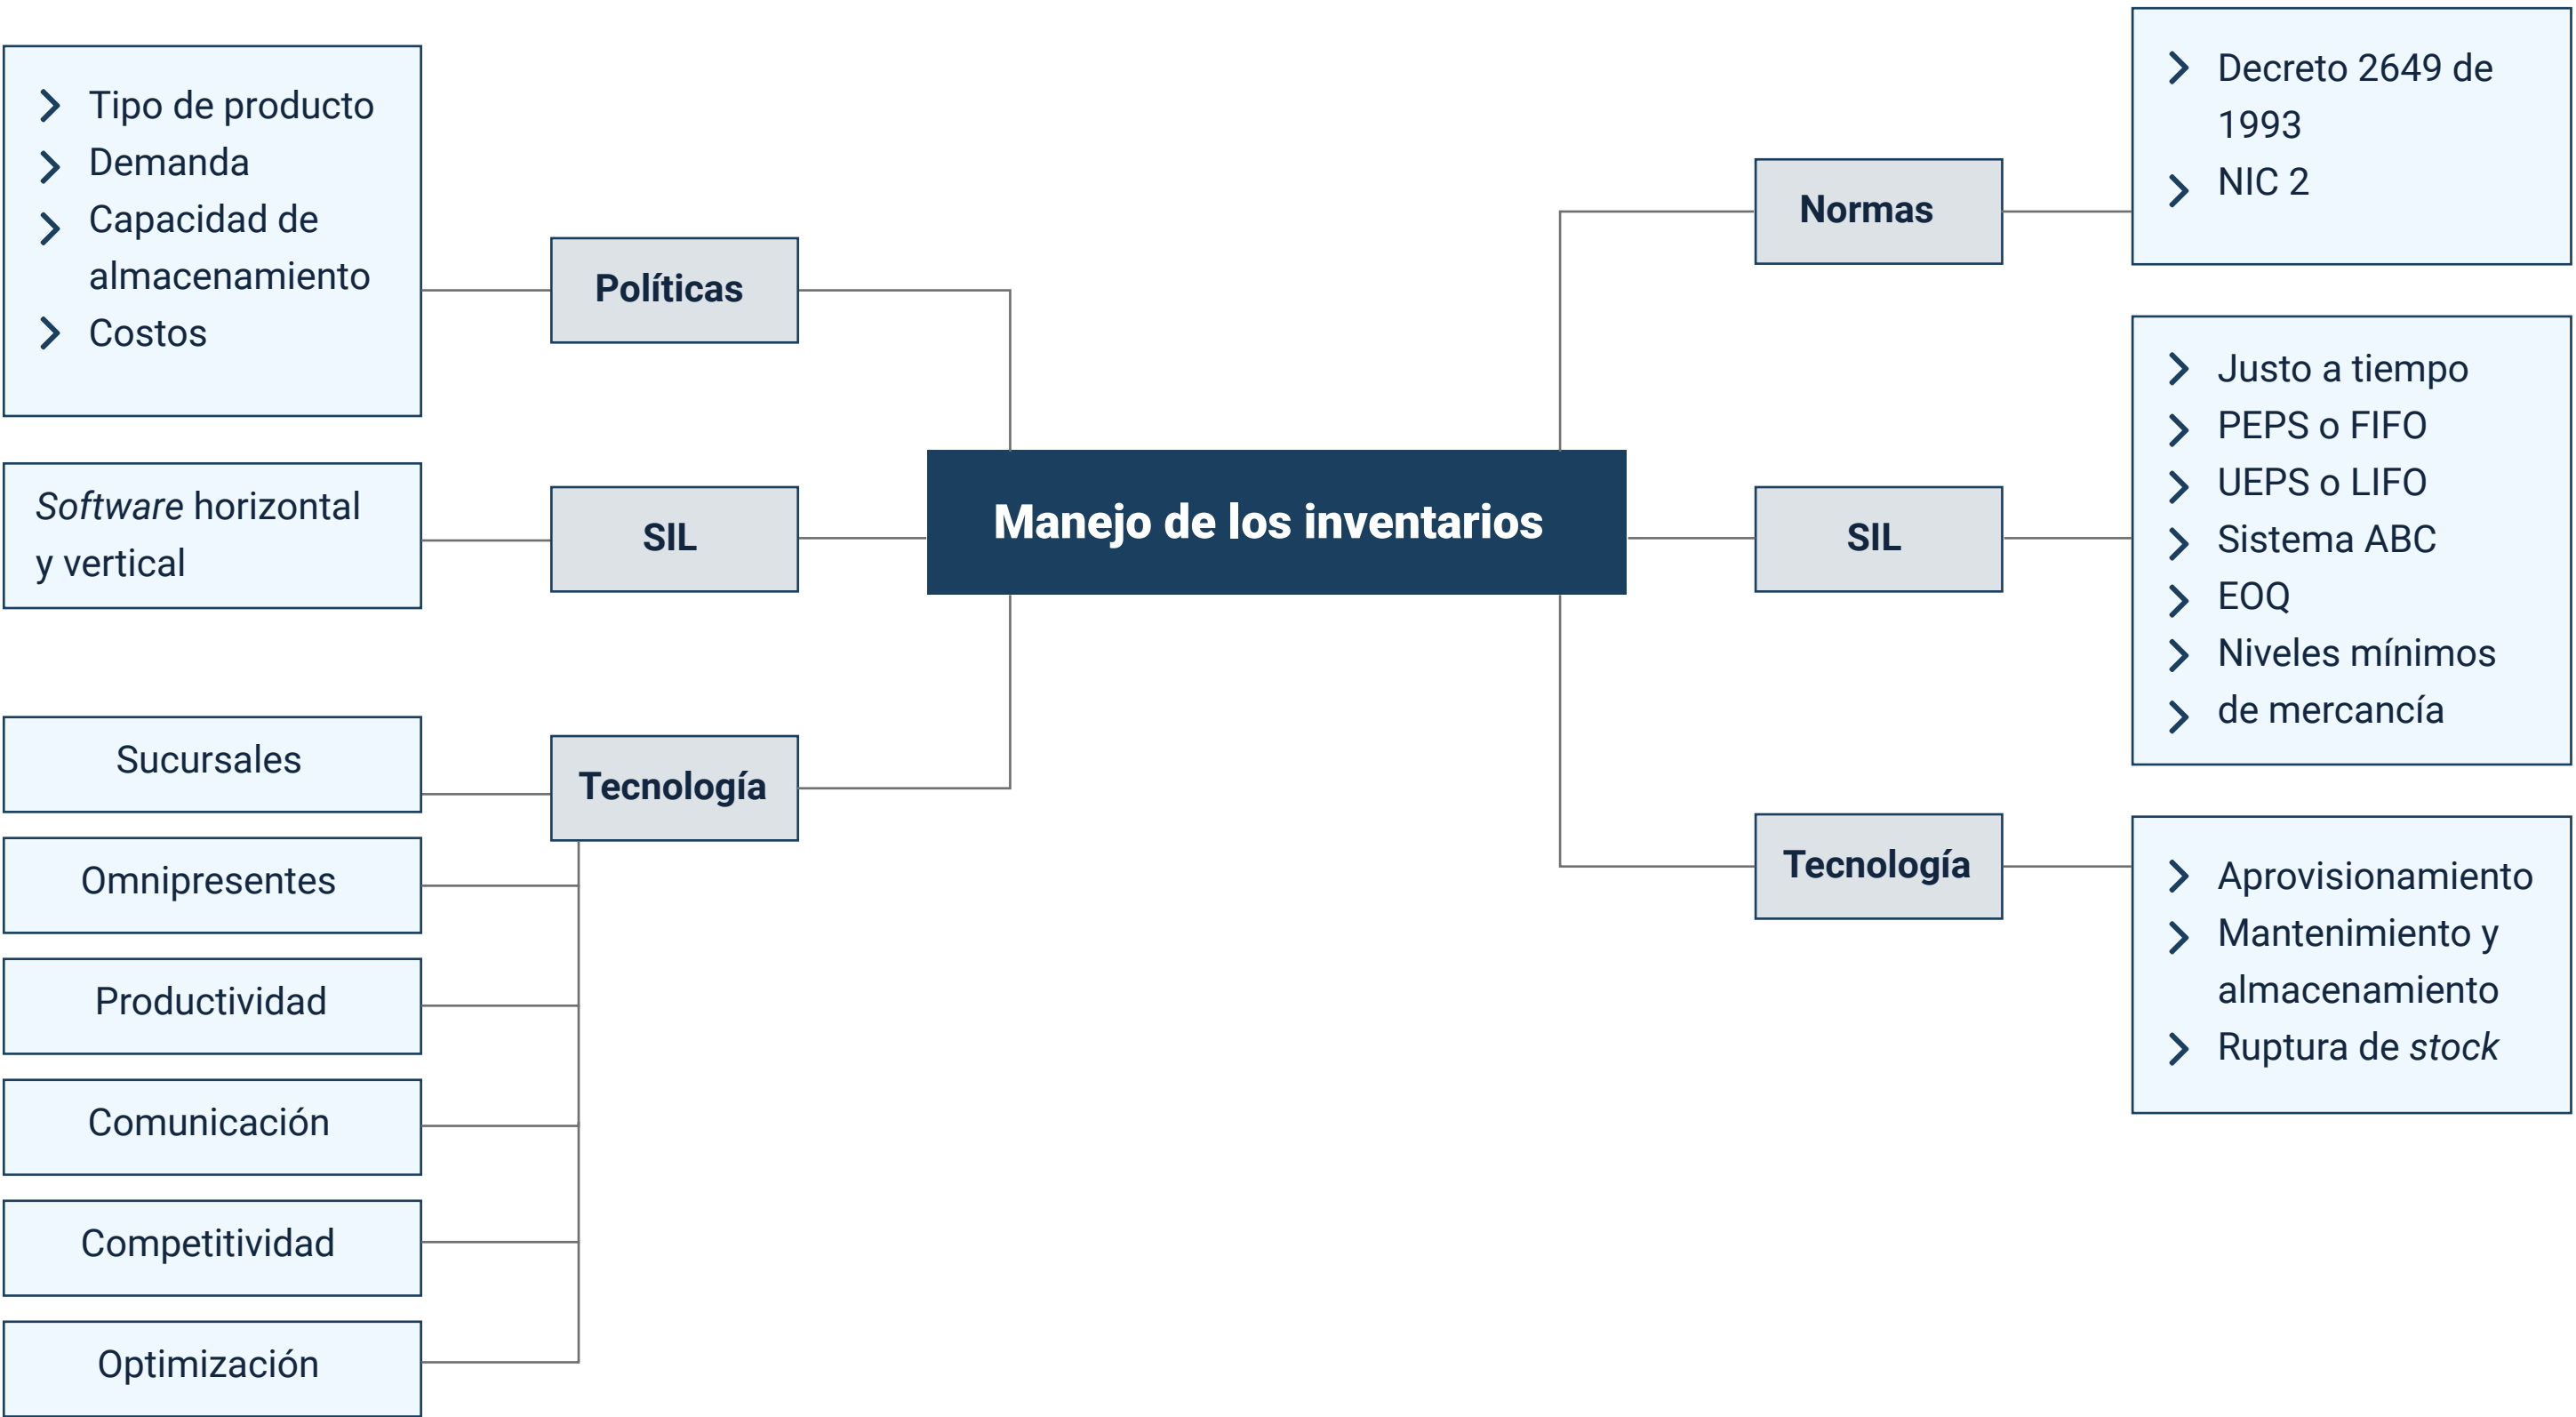 Manejo de los inventarios
Políticas
Tipo de producto
Demanda
Capacidad de
almacenamiento
Costos
SIL
Software horizontal
y vertical
Tecnología
Sucursales
Omnipresentes
Productividad
Comunicación
Competitividad
Optimización
Normas
Decreto 2649 de
1993
NIC 2
SIL
Justo a tiempo
PEPS o FIFO
UEPS o LIFO
Sistema ABC
EOQ
Niveles mínimos
de mercancía
Tecnología
Aprovisionamiento
Mantenimiento y
almacenamiento
Ruptura de stock